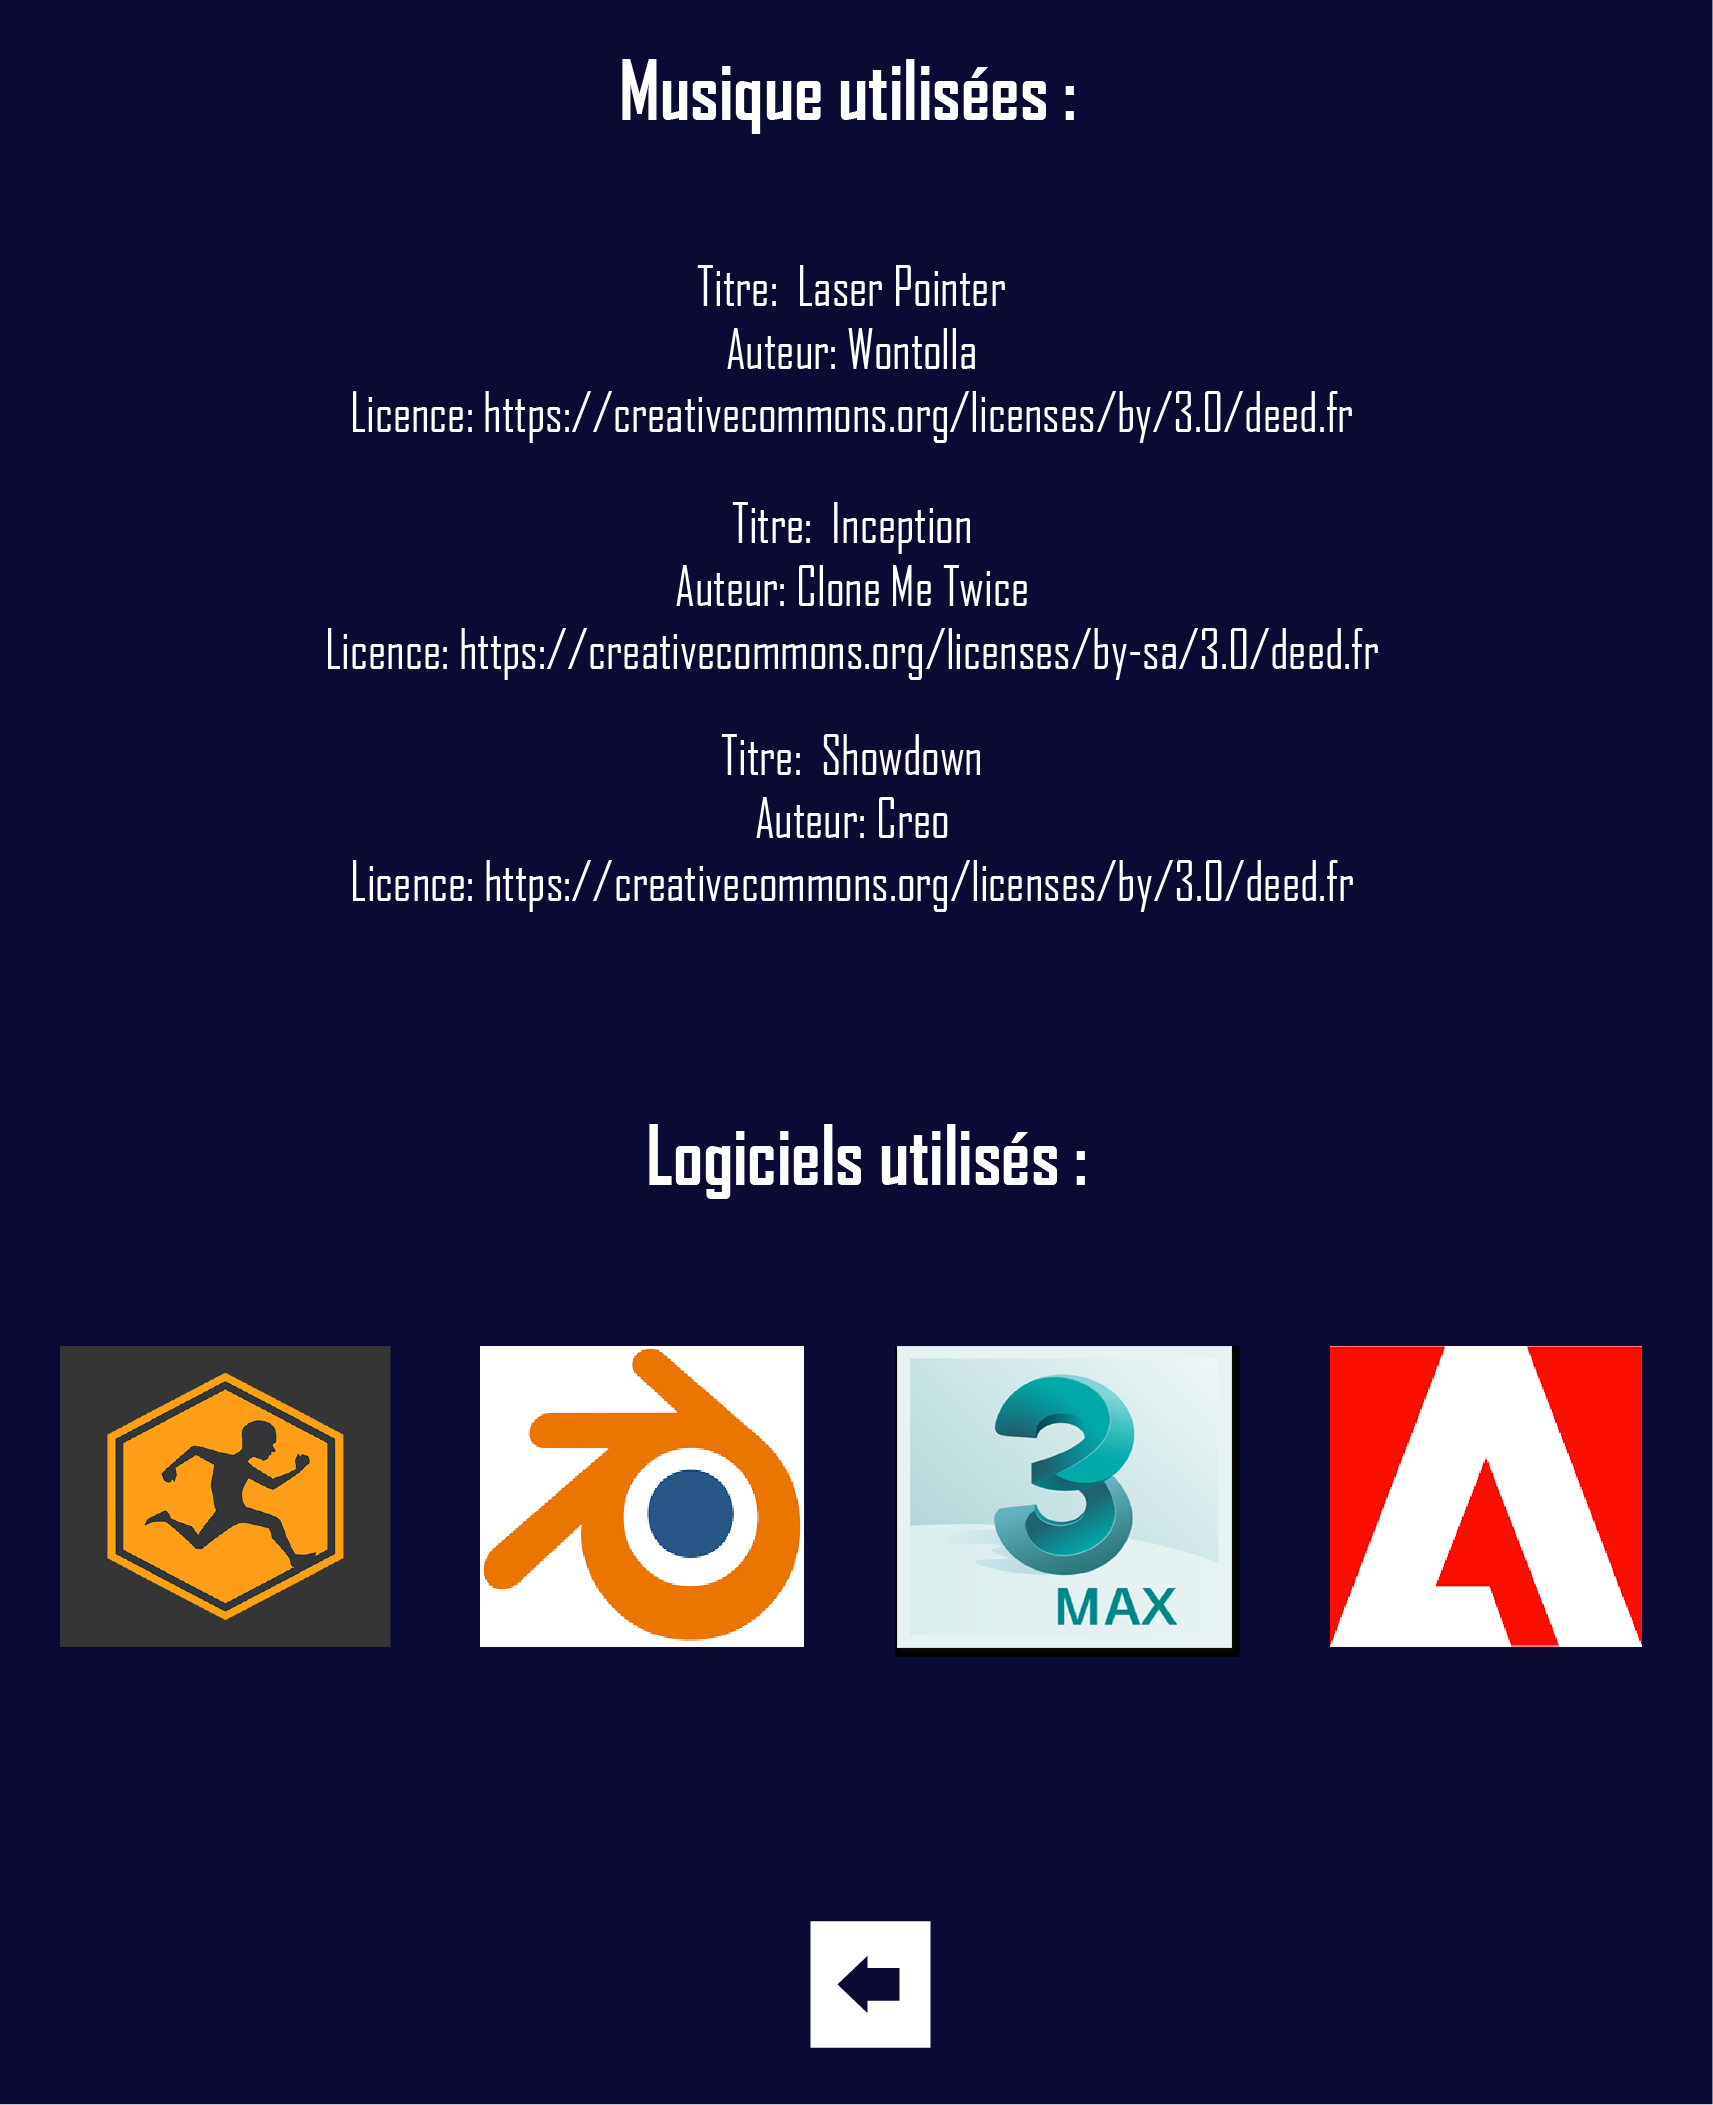 Musique utilisées :
Titre:  Laser Pointer
Auteur: Wontolla
Licence: https://creativecommons.org/licenses/by/3.0/deed.fr
Titre:  Inception
Auteur: Clone Me Twice
Licence: https://creativecommons.org/licenses/by-sa/3.0/deed.fr
Titre:  Showdown
Auteur: Creo
Licence: https://creativecommons.org/licenses/by/3.0/deed.fr
Logiciels utilisés :
3
MAX